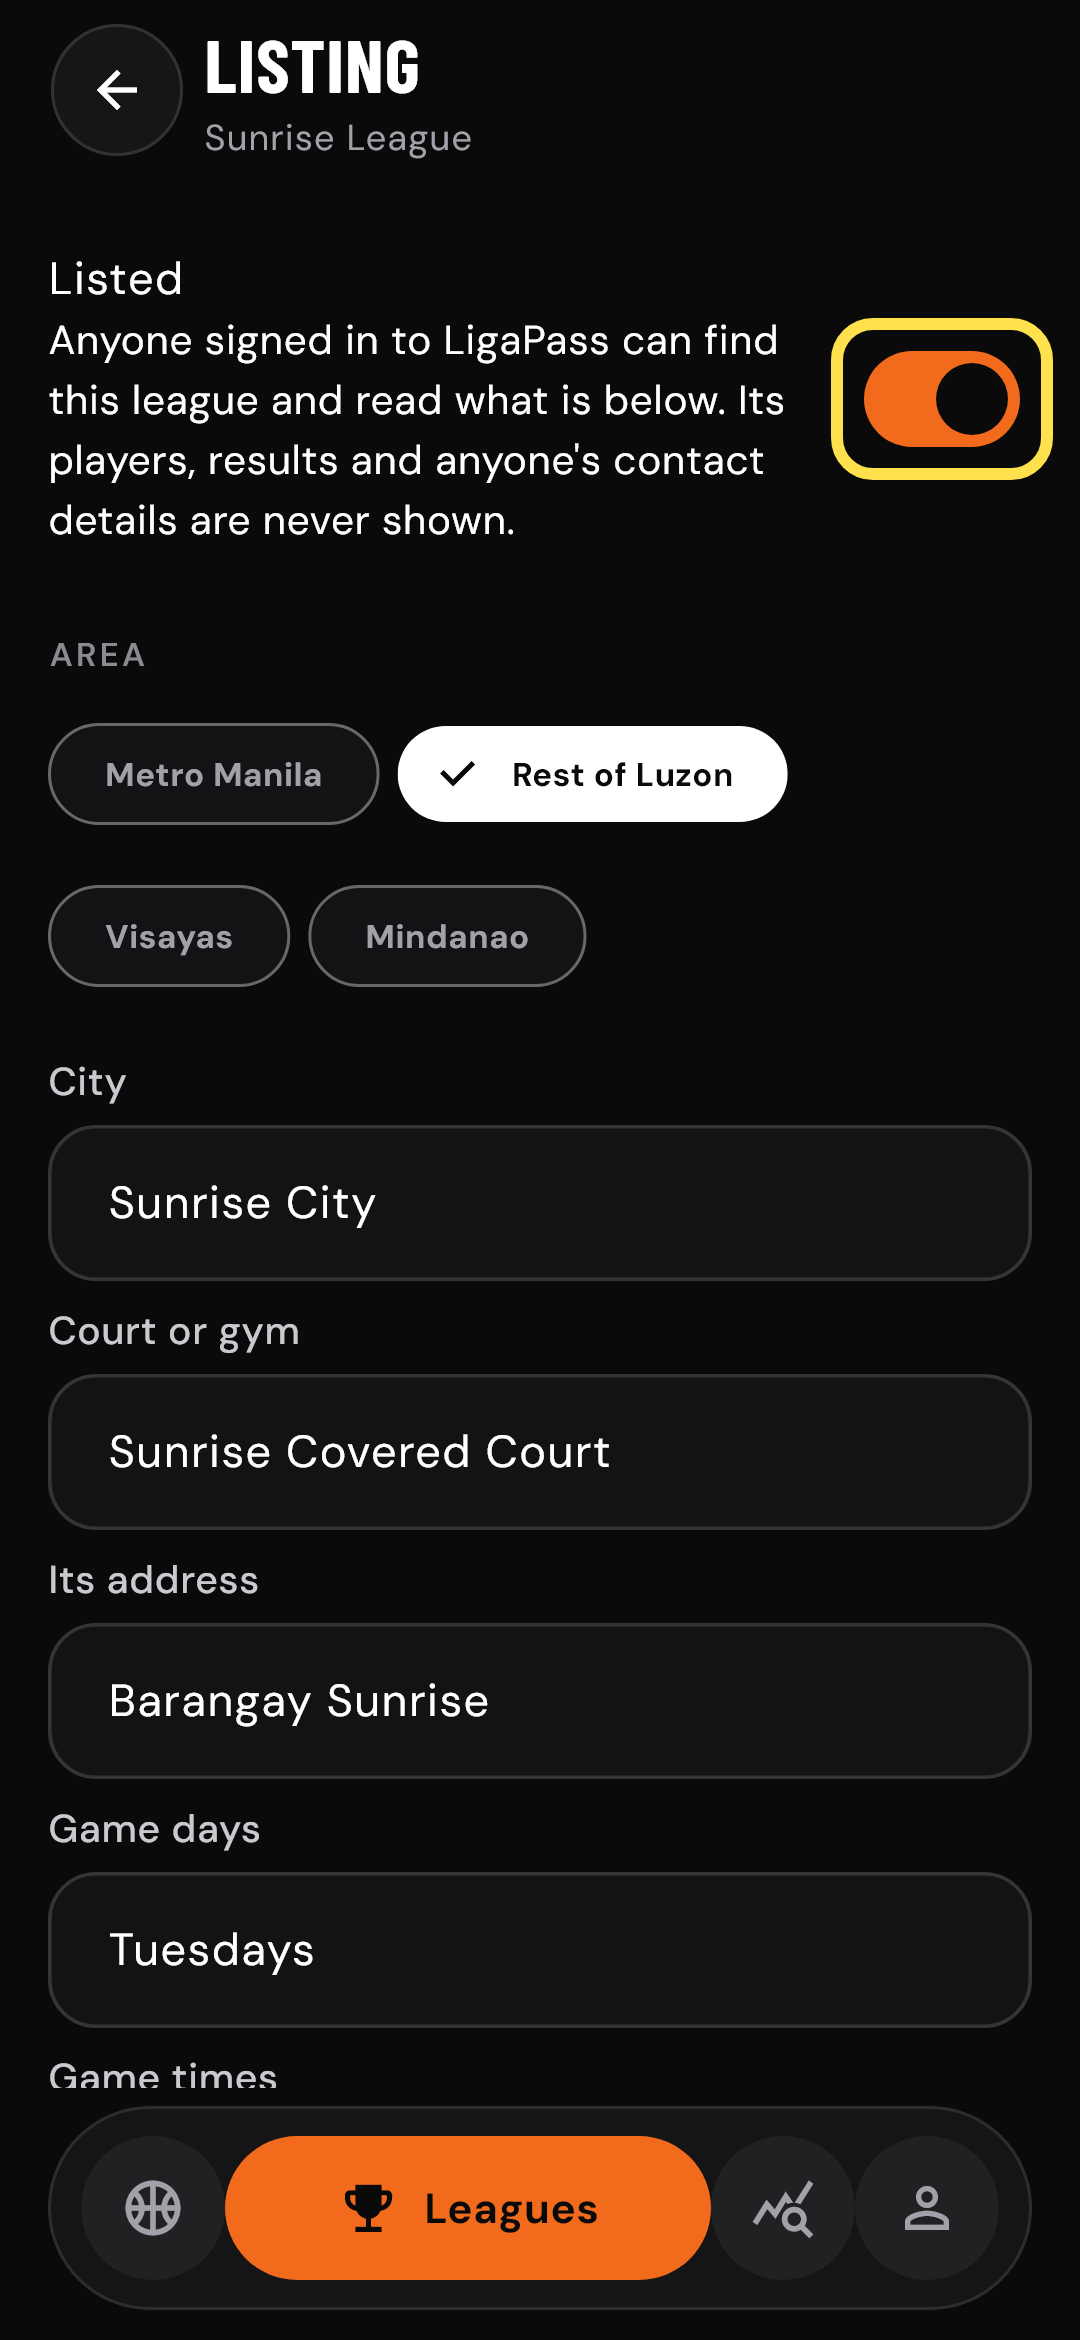 LISTING
Sunrise League
Listed
Anyone signed in to LigaPass can find
this league and read what is below. Its
players, results and anyone's contact
details are never shown.
AREA
Metro Manila
Rest of Luzon
Visayas
Mindanao
City
Sunrise City
Court or gym
Sunrise Covered Court
Its address
Barangay Sunrise
Game days
Tuesdays
Game times
Leagues